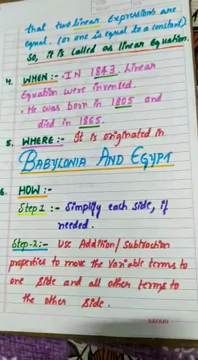 that two linear expressions are
equal. (or one is equal to a constant)
So, it is called as linear Equation.
4. WHEN :- IN 1843, Linear
Equation were invented.
· He was born in 1805 and
died in 1865.
5. WHERE :- It is originated in
BABYLONIA AND EGYPT
6. HOW :-
Step 1 :- Simplify each side, if
needed.
Step-2:- Use Addition/Subtraction
properties to move the variable terms to
one side and all other terms to
the other side.
SAFARI